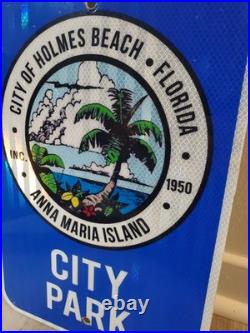 CITY OF HOLMES BEACH • FLORIDA
INC. 1950
ANNA MARIA ISLAND
CITY
PARK